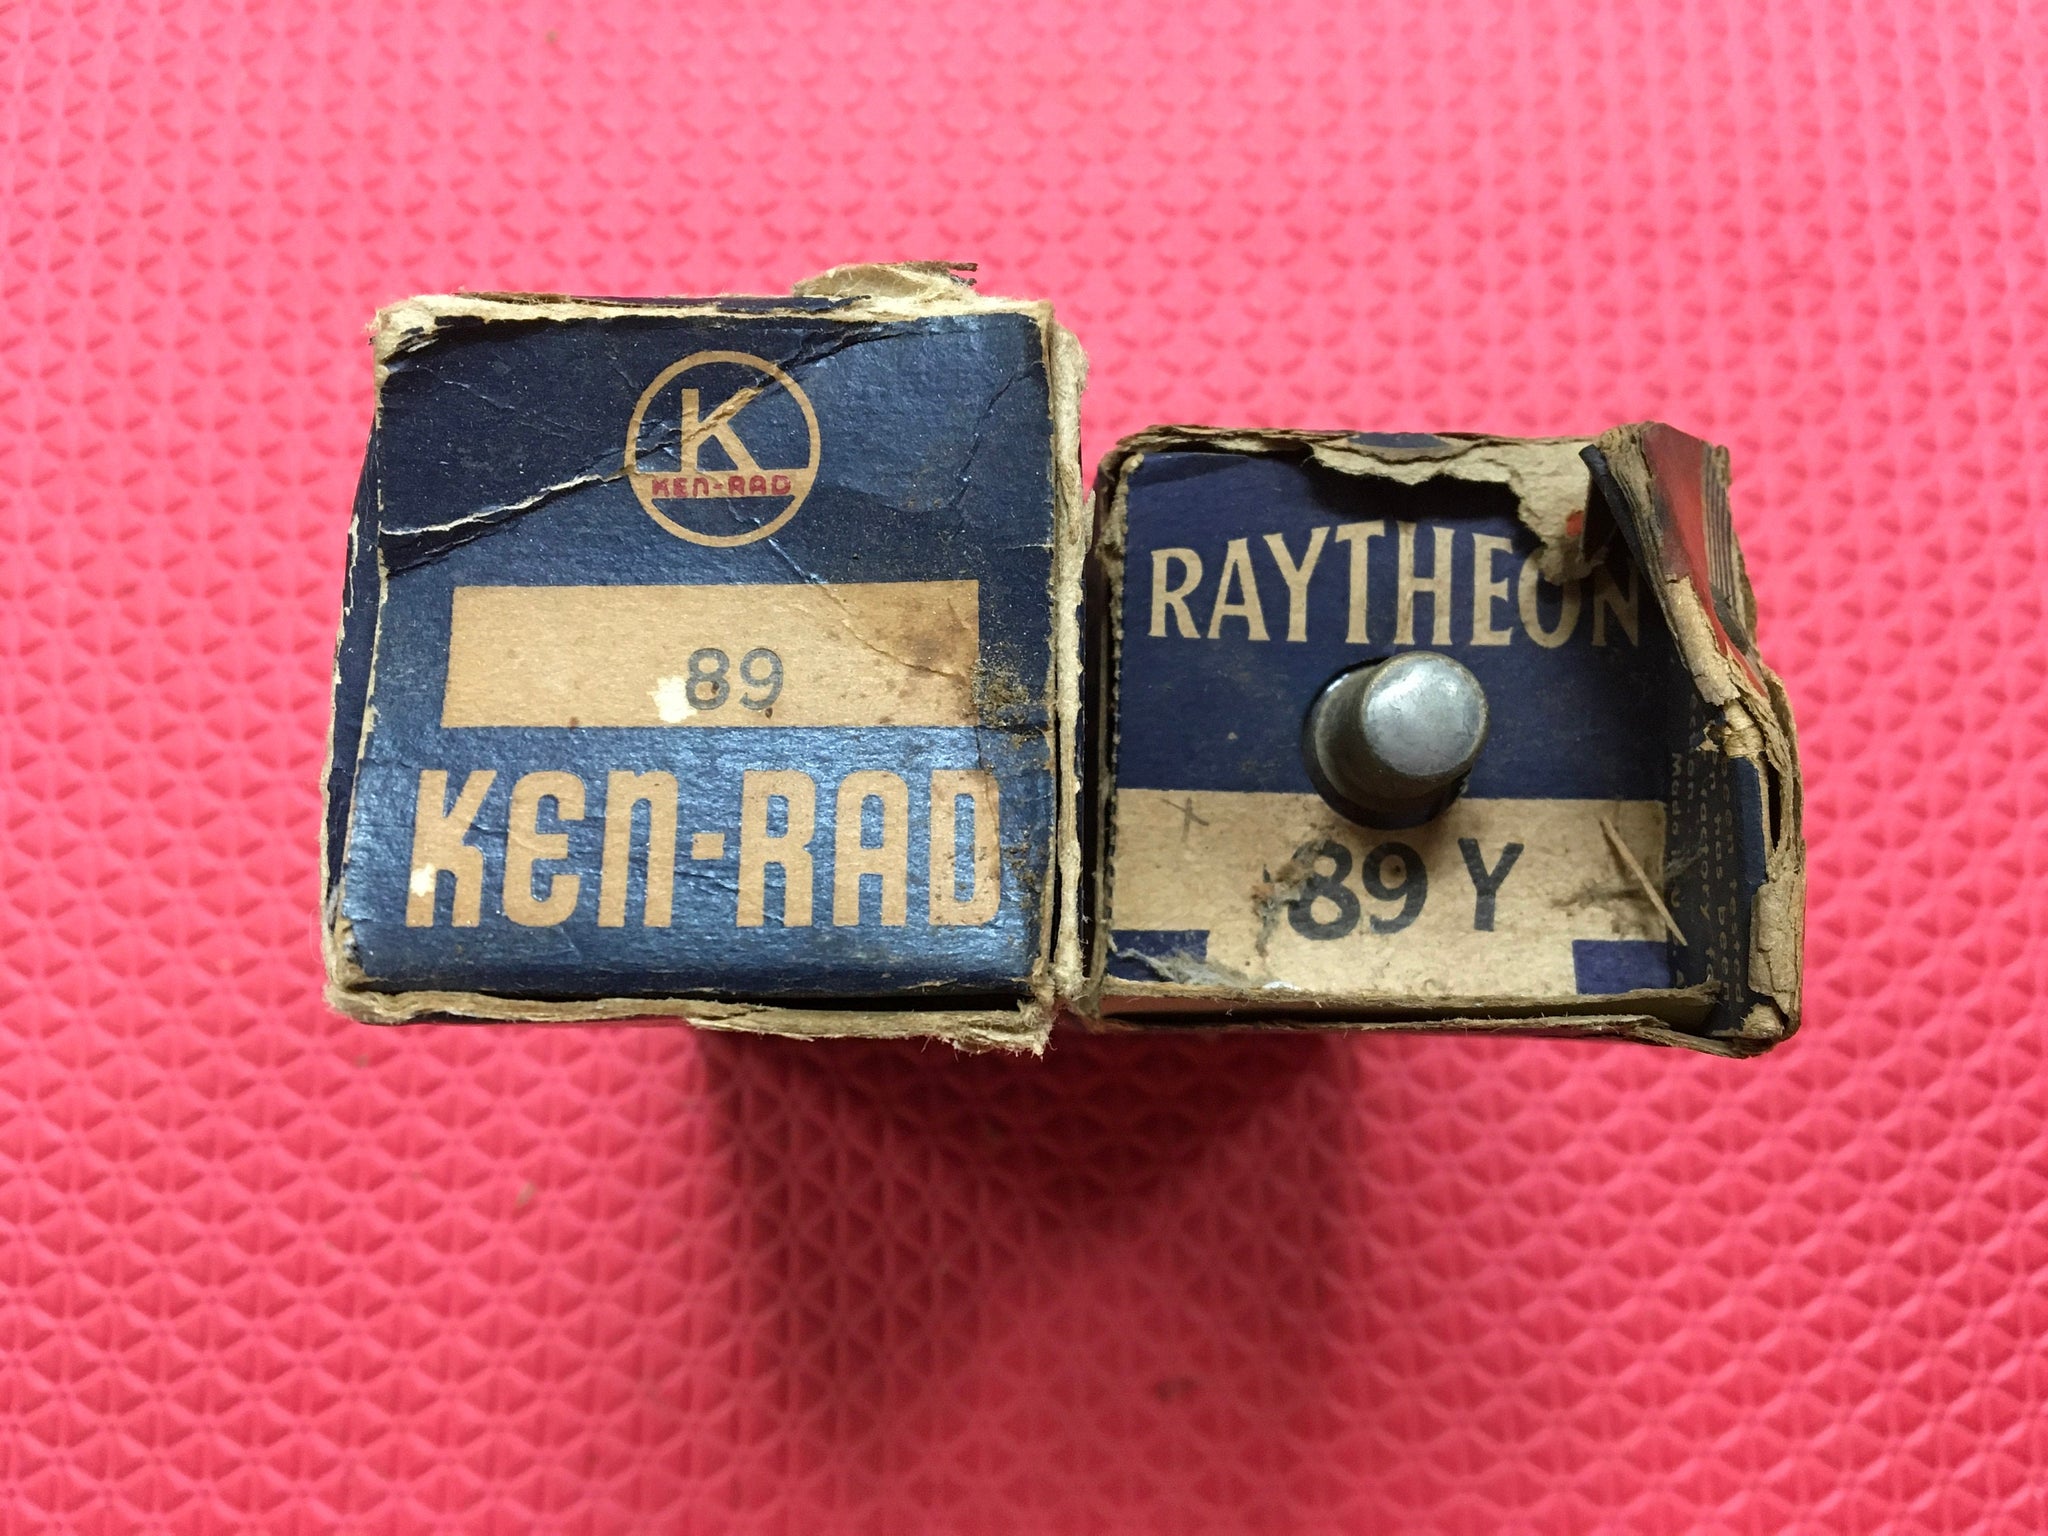 K
KEN-RAD
89
KEN-RAD
RAYTHEON
89 Y